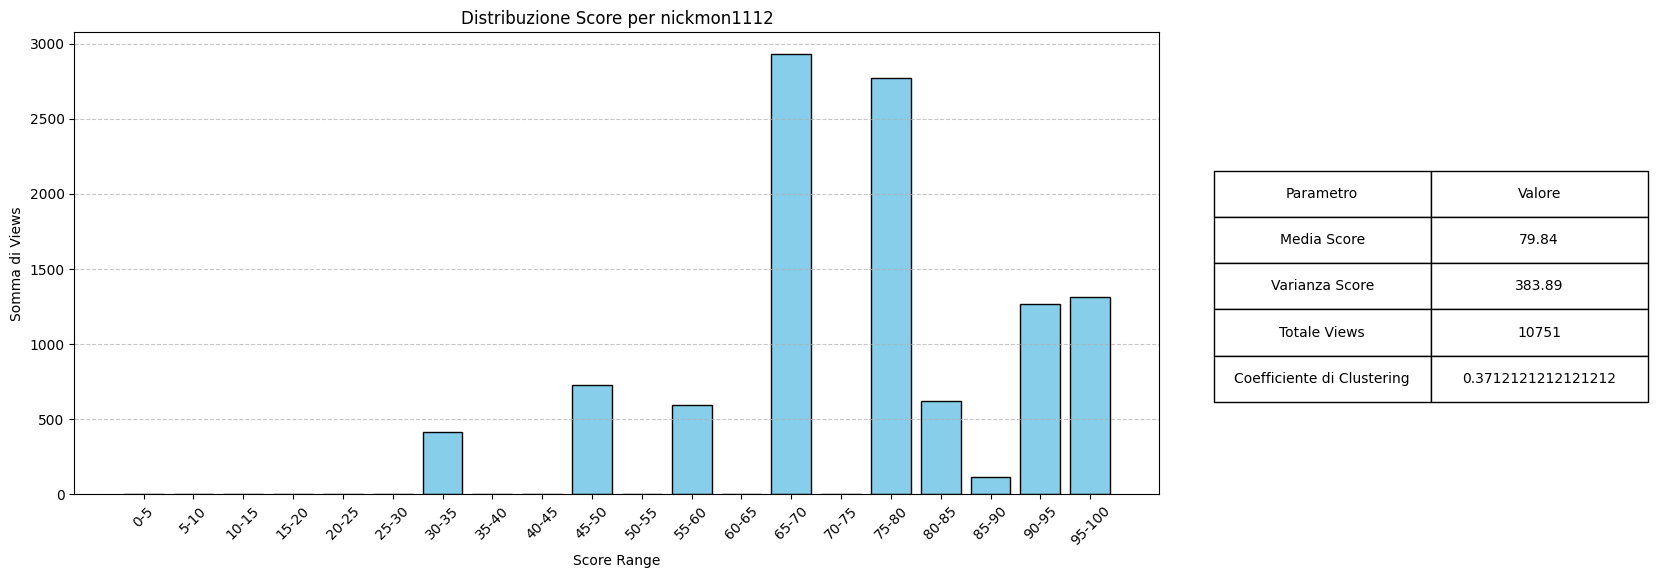 Distribuzione Score per nickmon1112
3000
2500
2000
1500
1000
500
0
Somma di Views
0-5 5-10 10-15 15-20 20-25 25-30 30-35 35-40 40-45 45-50 50-55 55-60 60-65 65-70 70-75 75-80 80-85 85-90 90-95 95-100
Score Range
Parametro Valore
Media Score 79.84
Varianza Score 383.89
Totale Views 10751
Coefficiente di Clustering 0.3712121212121212